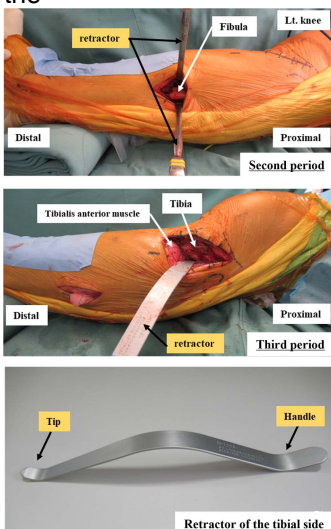 the
Fibula
Lt. knee
retractor
Distal
Proximal
Second period
Tibia
Tibialis anterior muscle
Distal
Proximal
retractor
Third period
Tip
Handle
Retractor of the tibial side